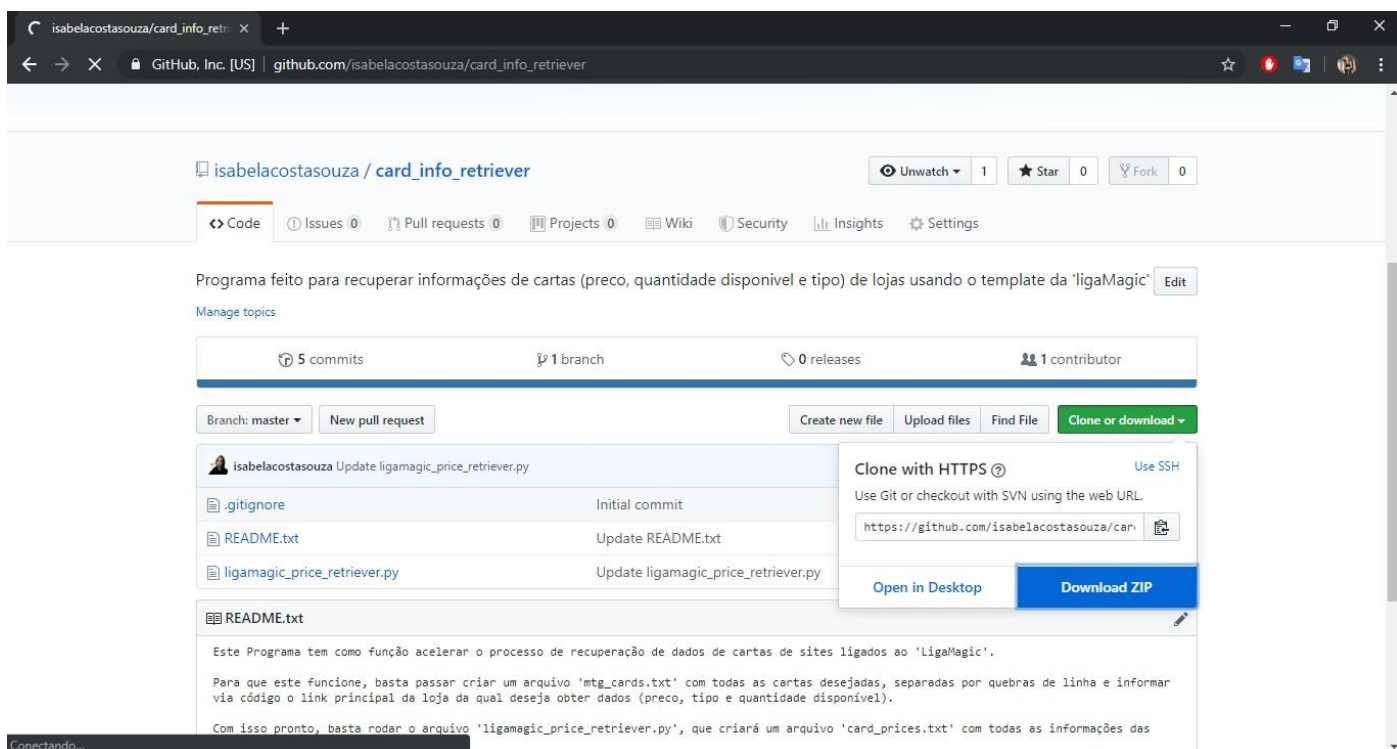 isabelacostasouza/card_info_retri
GitHub, Inc. [US] | github.com/isabelacostasouza/card_info_retriever
isabelacostasouza / card_info_retriever
Unwatch 1 Star 0 Fork 0
Code Issues 0 Pull requests 0 Projects 0 Wiki Security Insights Settings
Programa feito para recuperar informações de cartas (preco, quantidade disponivel e tipo) de lojas usando o template da 'ligaMagic' Edit
Manage topics
5 commits 1 branch 0 releases 1 contributor
Branch: master New pull request Create new file Upload files Find File Clone or download
isabelacostasouza Update ligamagic_price_retriever.py
.gitignore Initial commit
README.txt Update README.txt
ligamagic_price_retriever.py Update ligamagic_price_retriever.py
Clone with HTTPS Use SSH
Use Git or checkout with SVN using the web URL.
https://github.com/isabelacostasouza/car
Open in Desktop Download ZIP
README.txt
Este Programa tem como função acelerar o processo de recuperação de dados de cartas de sites ligados ao 'LigaMagic'.
Para que este funcione, basta passar criar um arquivo 'mtg_cards.txt' com todas as cartas desejadas, separadas por quebras de linha e informar
via código o link principal da loja da qual deseja obter dados (preco, tipo e quantidade disponível).
Com isso pronto, basta rodar o arquivo 'ligamagic_price_retriever.py', que criará um arquivo 'card_prices.txt' com todas as informações das
Conectando...